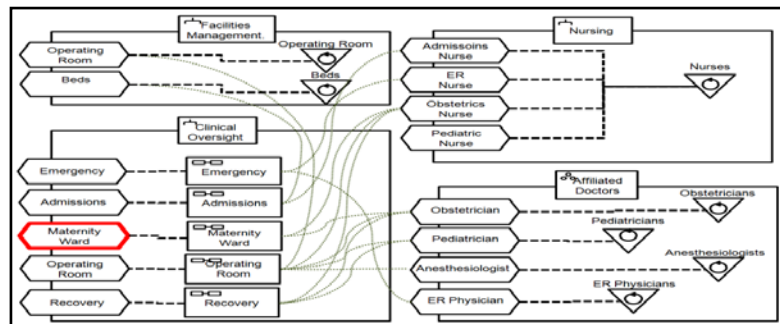 Facilities
Management.
Operating
Room
Operating Room
Beds
Beds
Clinical
Oversight
Emergency
Emergency
Admissions
Admissions
Maternity
Ward
Maternity
Ward
Operating
Room
Operating
Room
Recovery
Recovery
Nursing
Admissoins
Nurse
ER
Nurse
Obstetrics
Nurse
Pediatric
Nurse
Nurses
Affiliated
Doctors
Obstetricians
Obstetrician
Pediatricians
Pediatrician
Anesthesiologists
Anesthesiologist
ER Physicians
ER Physician